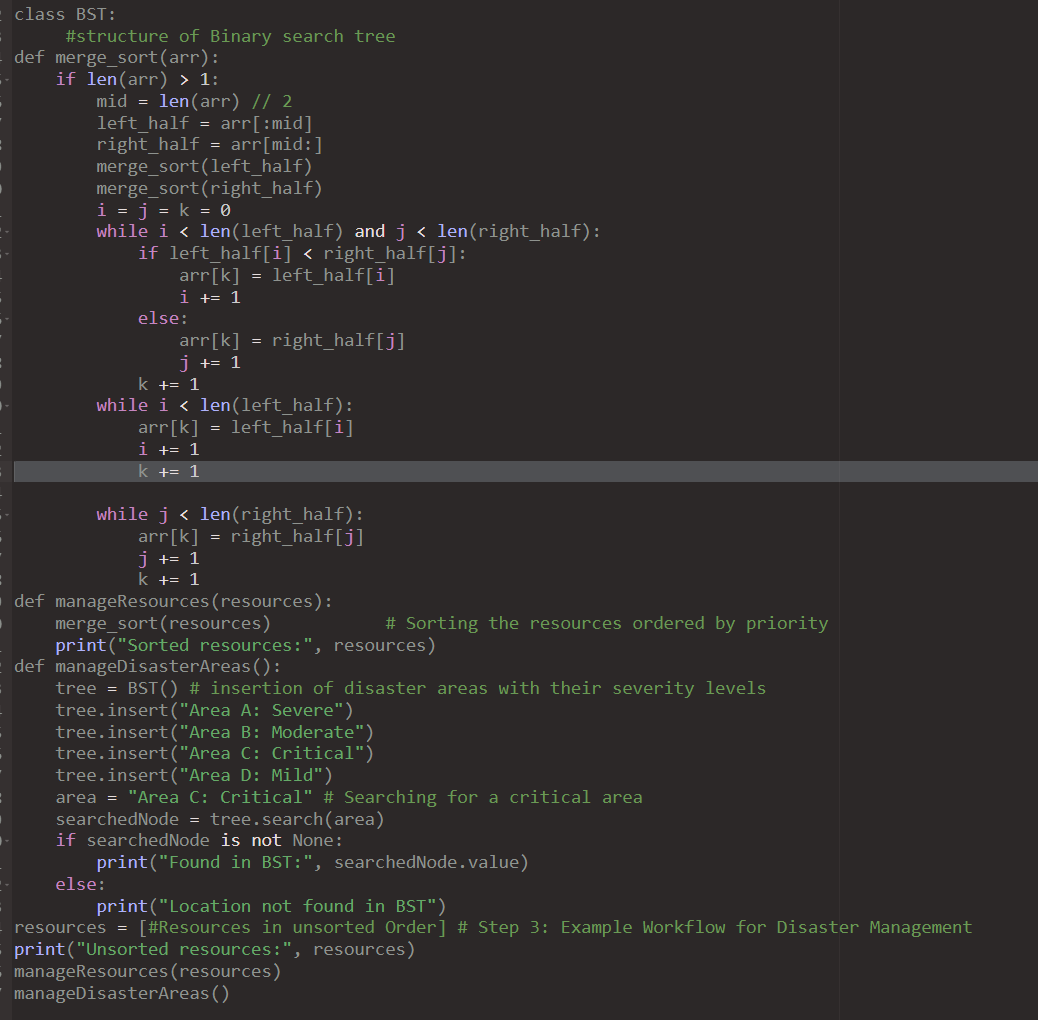 class BST:
     #structure of Binary search tree
def merge_sort(arr):
    if len(arr) > 1:
        mid = len(arr) // 2
        left_half = arr[:mid]
        right_half = arr[mid:]
        merge_sort(left_half)
        merge_sort(right_half)
        i = j = k = 0
        while i < len(left_half) and j < len(right_half):
            if left_half[i] < right_half[j]:
                arr[k] = left_half[i]
                i += 1
            else:
                arr[k] = right_half[j]
                j += 1
            k += 1
        while i < len(left_half):
            arr[k] = left_half[i]
            i += 1
            k += 1

        while j < len(right_half):
            arr[k] = right_half[j]
            j += 1
            k += 1
def manageResources(resources):
    merge_sort(resources)           # Sorting the resources ordered by priority
    print("Sorted resources:", resources)
def manageDisasterAreas():
    tree = BST() # insertion of disaster areas with their severity levels
    tree.insert("Area A: Severe")
    tree.insert("Area B: Moderate")
    tree.insert("Area C: Critical")
    tree.insert("Area D: Mild")
    area = "Area C: Critical" # Searching for a critical area
    searchedNode = tree.search(area)
    if searchedNode is not None:
        print("Found in BST:", searchedNode.value)
    else:
        print("Location not found in BST")
resources = [#Resources in unsorted Order] # Step 3: Example Workflow for Disaster Management
print("Unsorted resources:", resources)
manageResources(resources)
manageDisasterAreas()